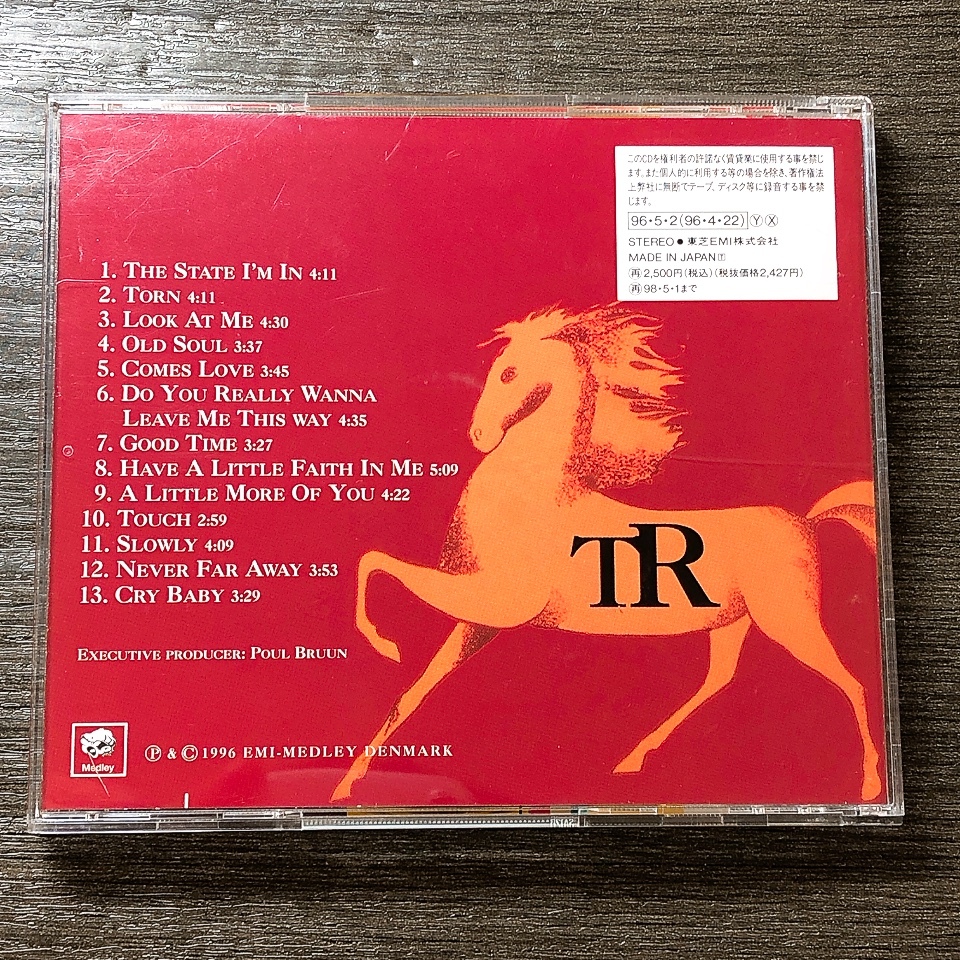 このCDを権利者の許諾なく賃貸業に使用する事を禁じ
ます。また個人的に利用する等の場合を除き、著作権法
上弊社に無断でテープ、ディスク等に録音する事を禁
じます。
96・5・2(96・4・22) Ⓨ Ⓧ
STEREO ● 東芝EMI株式会社
MADE IN JAPAN
㊢ 2,500円(税込)(税抜価格2,427円)
98・5・1まで
1. THE STATE I'M IN 4:11
2. TORN 4:11
3. LOOK AT ME 4:30
4. OLD SOUL 3:37
5. COMES LOVE 3:45
6. DO YOU REALLY WANNA
LEAVE ME THIS WAY 4:35
7. GOOD TIME 3:27
8. HAVE A LITTLE FAITH IN ME 5:09
9. A LITTLE MORE OF YOU 4:22
10. TOUCH 2:59
11. SLOWLY 4:09
12. NEVER FAR AWAY 3:53
13. CRY BABY 3:29
TR
EXECUTIVE PRODUCER: POUL BRUUN
Medley
Ⓟ & © 1996 EMI-MEDLEY DENMARK